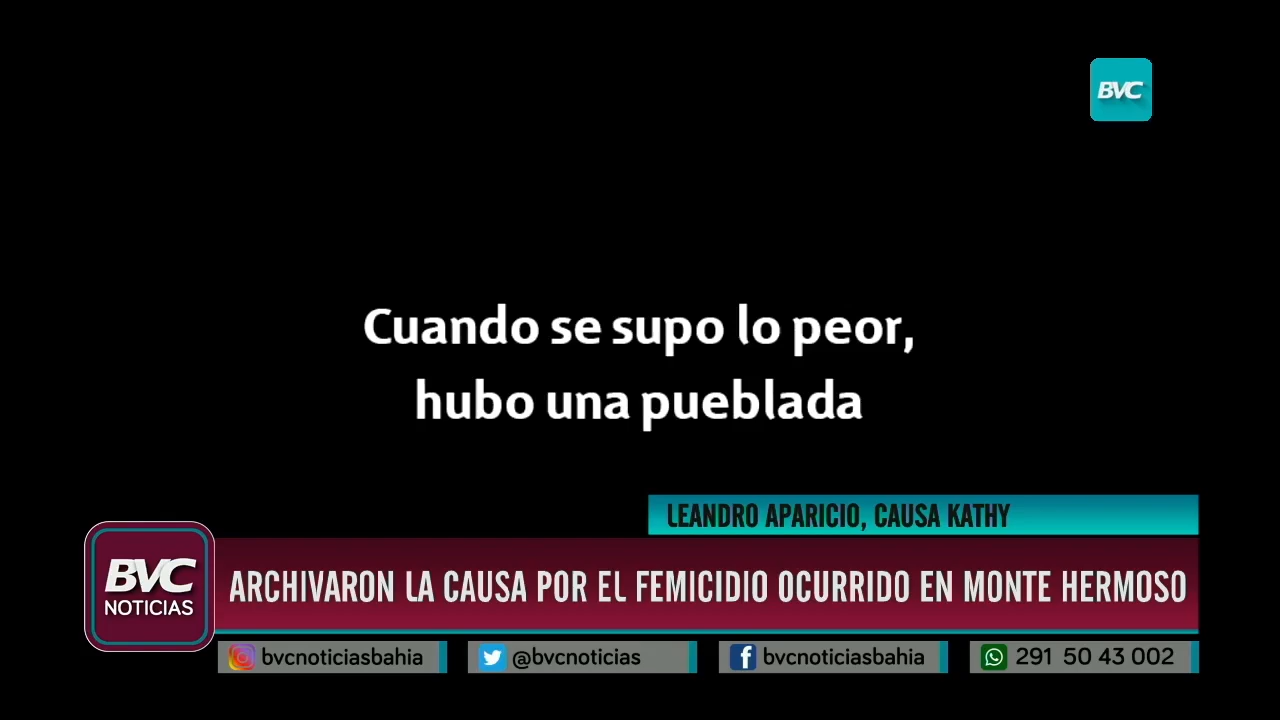 BVC
Cuando se supo lo peor,
hubo una pueblada
LEANDRO APARICIO, CAUSA KATHY
BVC
NOTICIAS
ARCHIVARON LA CAUSA POR EL FEMICIDIO OCURRIDO EN MONTE HERMOSO
bvcnoticiasbahia
@bvcnoticias
bvcnoticiasbahia
291 50 43 002